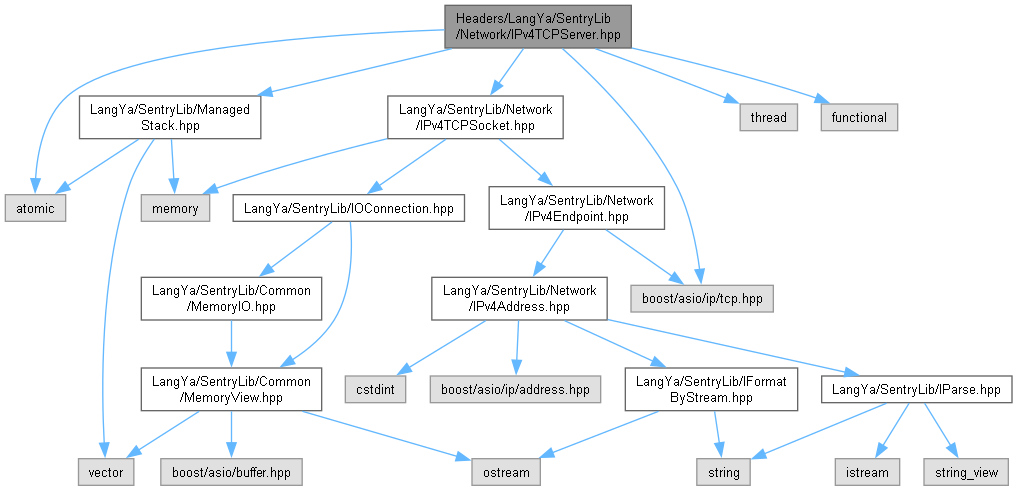 Headers/LangYa/SentryLib
/Network/IPv4TCPServer.hpp
LangYa/SentryLib/Managed
Stack.hpp
LangYa/SentryLib/Network
/IPv4TCPSocket.hpp
thread
functional
atomic
memory
LangYa/SentryLib/IOConnection.hpp
LangYa/SentryLib/Network
/IPv4Endpoint.hpp
LangYa/SentryLib/Common
/MemoryIO.hpp
LangYa/SentryLib/Network
/IPv4Address.hpp
boost/asio/ip/tcp.hpp
LangYa/SentryLib/Common
/MemoryView.hpp
cstdint
boost/asio/ip/address.hpp
LangYa/SentryLib/IFormat
ByStream.hpp
LangYa/SentryLib/IParse.hpp
vector
boost/asio/buffer.hpp
ostream
string
istream
string_view